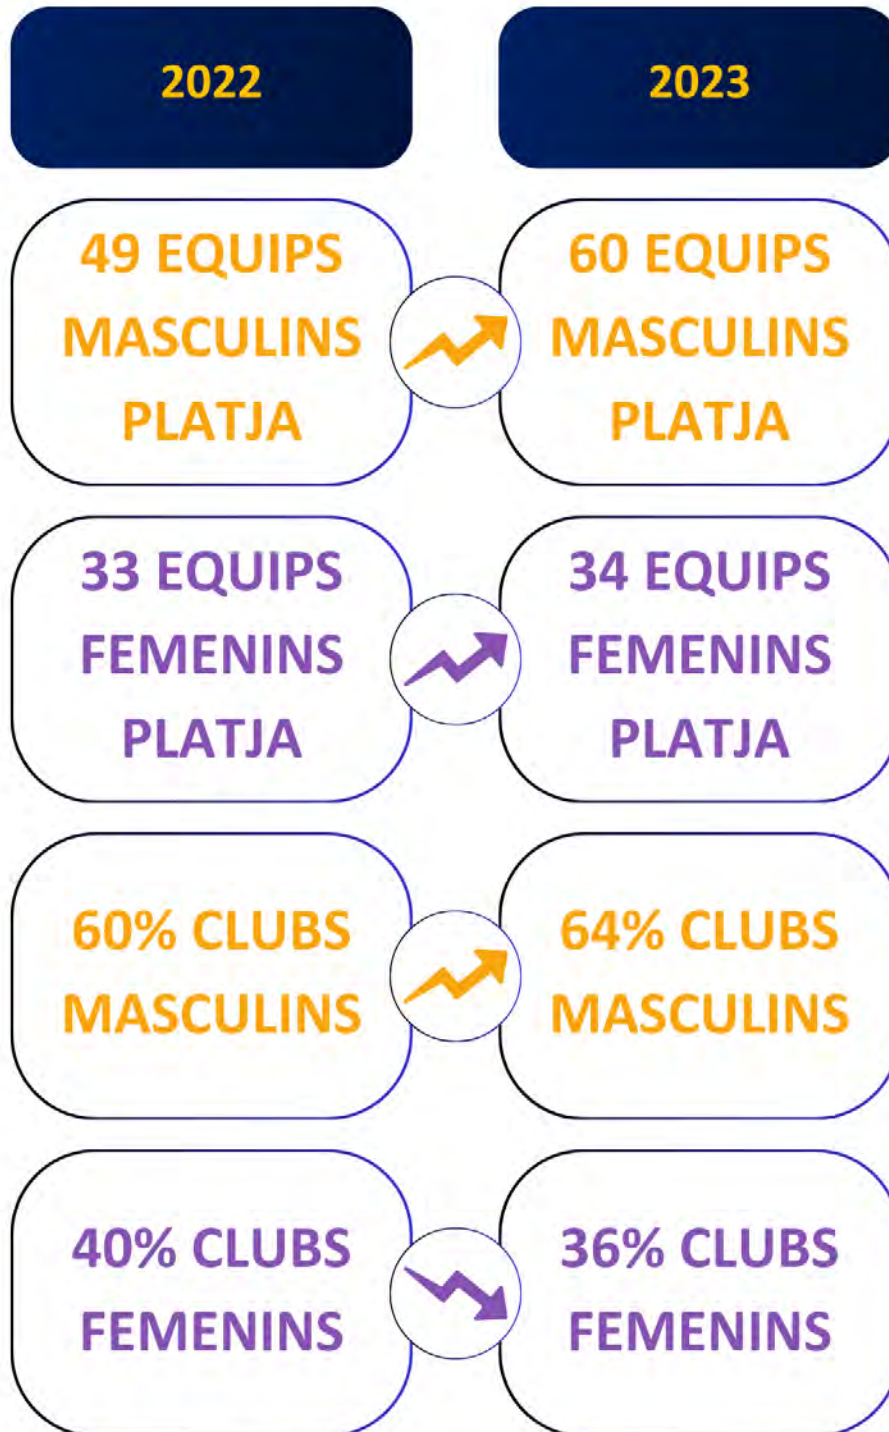 2022
2023
49 EQUIPS
MASCULINS
PLATJA
60 EQUIPS
MASCULINS
PLATJA
33 EQUIPS
FEMENINS
PLATJA
34 EQUIPS
FEMENINS
PLATJA
60% CLUBS
MASCULINS
64% CLUBS
MASCULINS
40% CLUBS
FEMENINS
36% CLUBS
FEMENINS